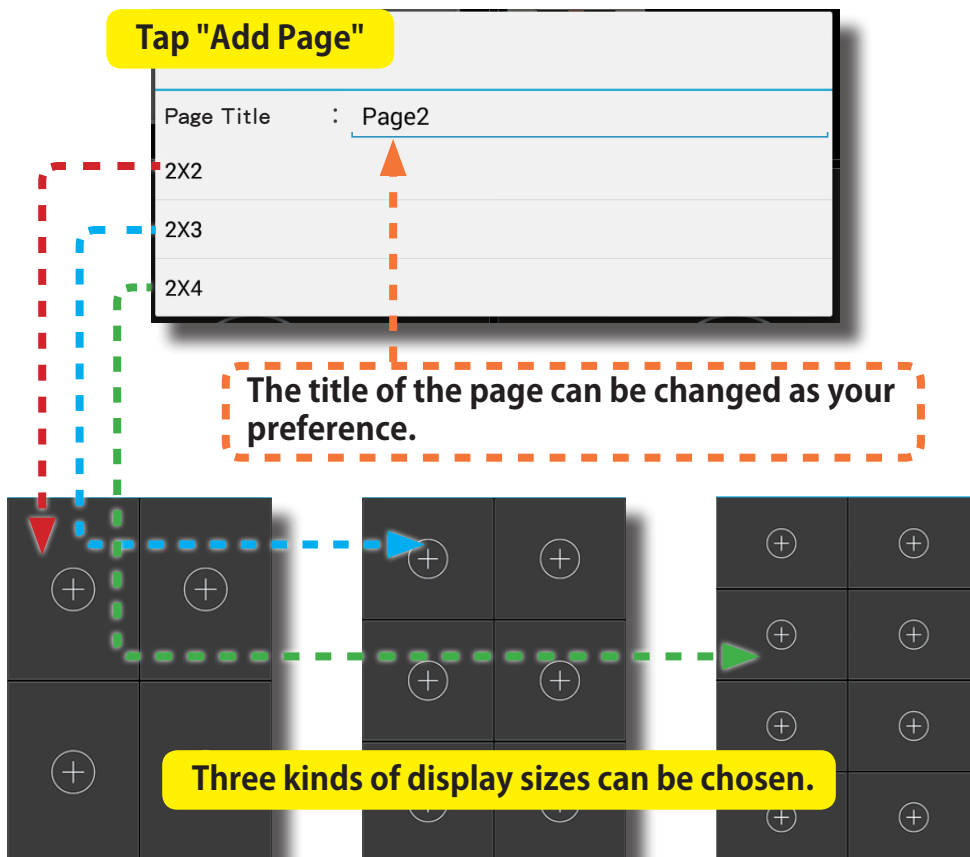 Tap "Add Page"
Page Title : Page2
2X2
2X3
2X4
The title of the page can be changed as your
preference.
Three kinds of display sizes can be chosen.